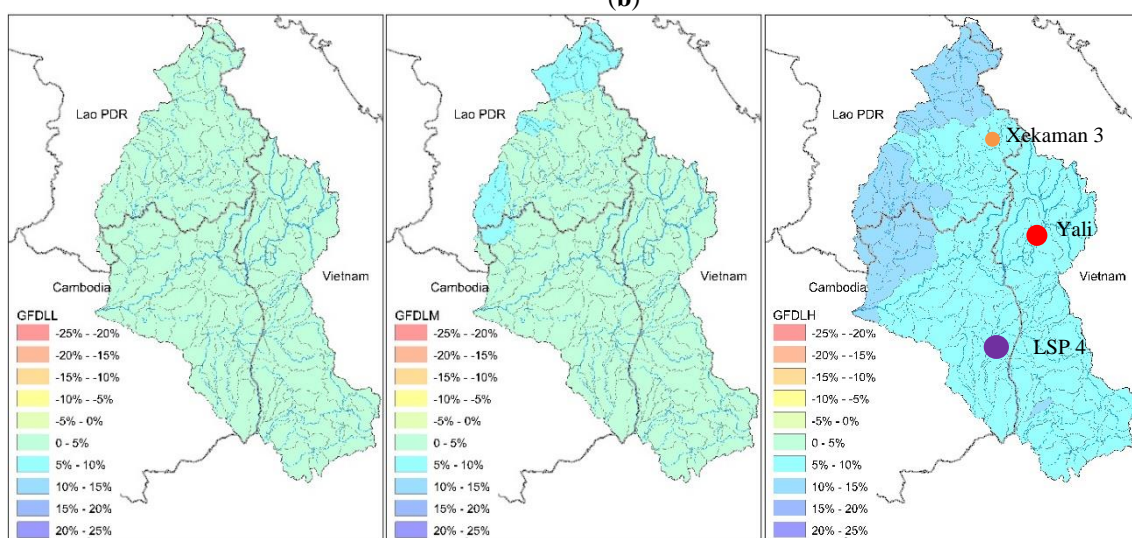 (b)
Lao PDR
Cambodia
Vietnam
GFDLL
-25% - -20%
-20% - -15%
-15% - -10%
-10% - -5%
-5% - 0%
0 - 5%
5% - 10%
10% - 15%
15% - 20%
20% - 25%
Lao PDR
Cambodia
Vietnam
GFDLM
-25% - -20%
-20% - -15%
-15% - -10%
-10% - -5%
-5% - 0%
0 - 5%
5% - 10%
10% - 15%
15% - 20%
20% - 25%
Lao PDR
Xekaman 3
Yali
Cambodia
Vietnam
LSP 4
GFDLH
-25% - -20%
-20% - -15%
-15% - -10%
-10% - -5%
-5% - 0%
0 - 5%
5% - 10%
10% - 15%
15% - 20%
20% - 25%